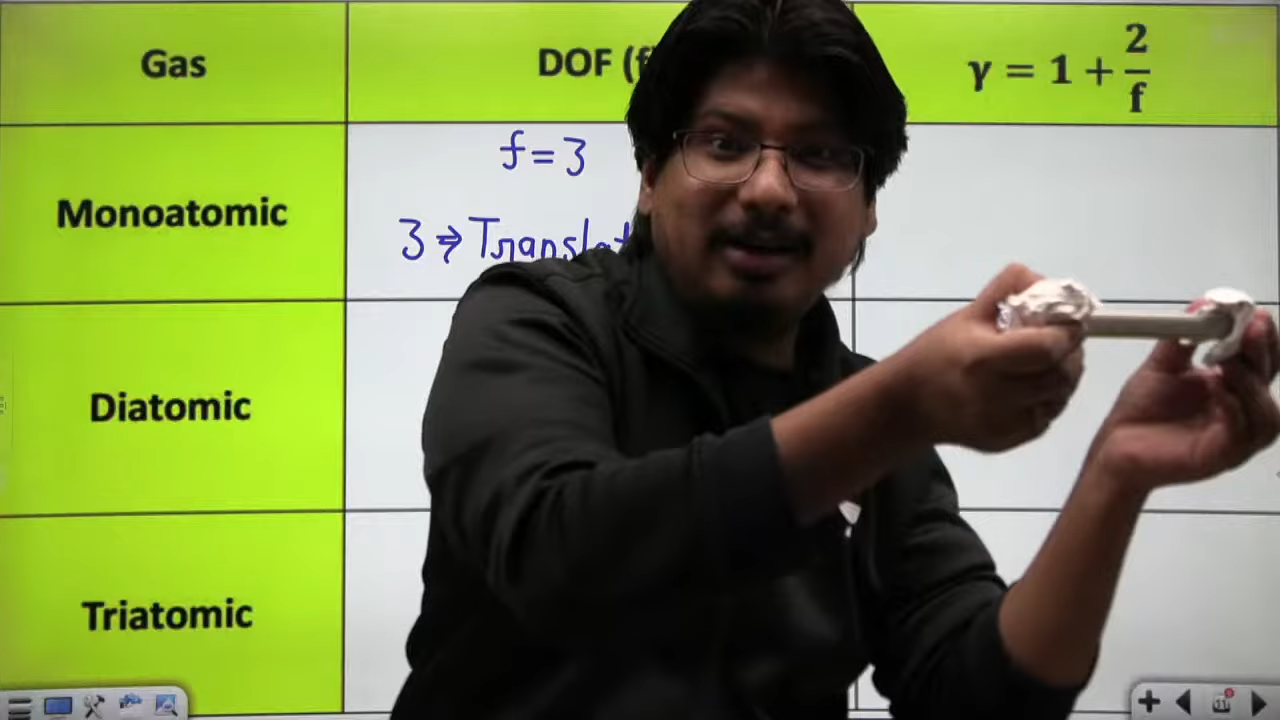 Gas
DOF (f
γ = 1 + 2/f
Monoatomic
f = 3
3 ⇒ Translat
Diatomic
Triatomic